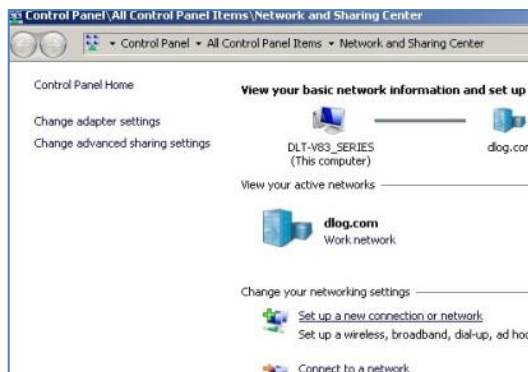 Control Panel\All Control Panel Items\Network and Sharing Center
Control Panel ▾ All Control Panel Items ▾ Network and Sharing Center
Control Panel Home
Change adapter settings
Change advanced sharing settings
View your basic network information and set up
DLT-V83_SERIES
(This computer)
dlog.com
View your active networks
dlog.com
Work network
Change your networking settings
Set up a new connection or network
Set up a wireless, broadband, dial-up, ad hoc
Connect to a network